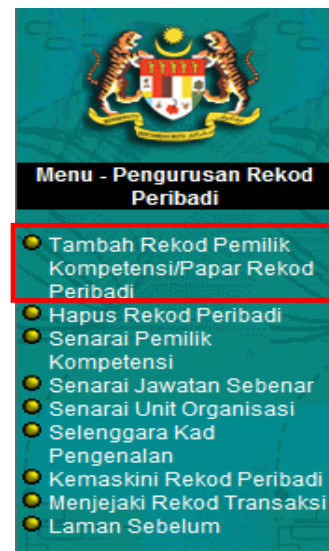 Menu - Pengurusan Rekod
Peribadi
Tambah Rekod Pemilik
Kompetensi/Papar Rekod
Peribadi
Hapus Rekod Peribadi
Senarai Pemilik
Kompetensi
Senarai Jawatan Sebenar
Senarai Unit Organisasi
Selenggara Kad
Pengenalan
Kemaskini Rekod Peribadi
Menjejaki Rekod Transaksi
Laman Sebelum